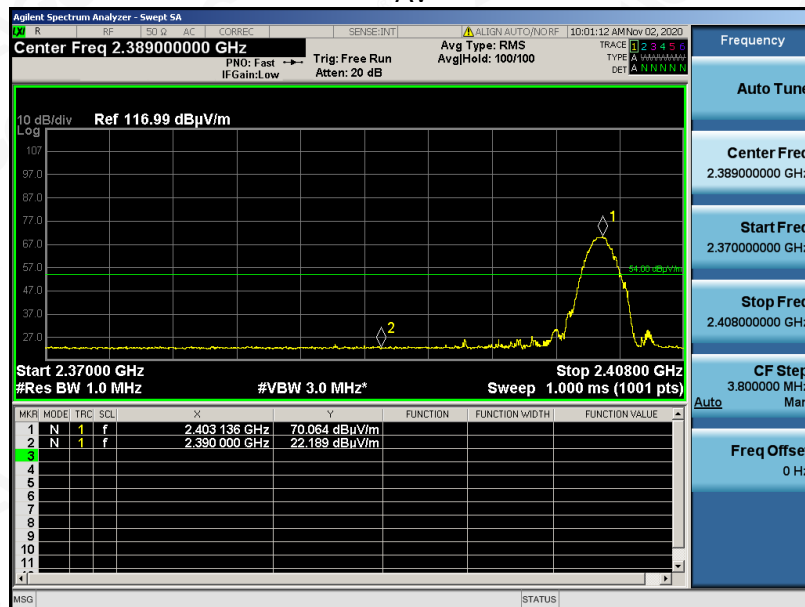 AV
Agilent Spectrum Analyzer - Swept SA
LXI R RF 50 Ω AC CORREC SENSE:INT ALIGN AUTO/NO RF 10:01:12 AM Nov 02, 2020
Center Freq 2.389000000 GHz
PNO: Fast
IFGain:Low
Trig: Free Run
Atten: 20 dB
Avg Type: RMS
Avg|Hold: 100/100
TRACE 1 2 3 4 5 6
TYPE A WWWWW
DET A N N N N N
10 dB/div Ref 116.99 dBµV/m
Log
107
97.0
87.0
77.0
67.0
57.0
47.0
37.0
27.0
1
54.00 dBµV/m
2
Start 2.37000 GHz Stop 2.40800 GHz
#Res BW 1.0 MHz #VBW 3.0 MHz* Sweep 1.000 ms (1001 pts)
MKR MODE TRC SCL X Y FUNCTION FUNCTION WIDTH FUNCTION VALUE
1 N 1 f 2.403 136 GHz 70.064 dBµV/m
2 N 1 f 2.390 000 GHz 22.189 dBµV/m
3
4
5
6
7
8
9
10
11
MSG STATUS
Frequency
Auto Tune
Center Freq
2.389000000 GHz
Start Freq
2.370000000 GHz
Stop Freq
2.408000000 GHz
CF Step
3.800000 MHz
Auto Man
Freq Offset
0 Hz